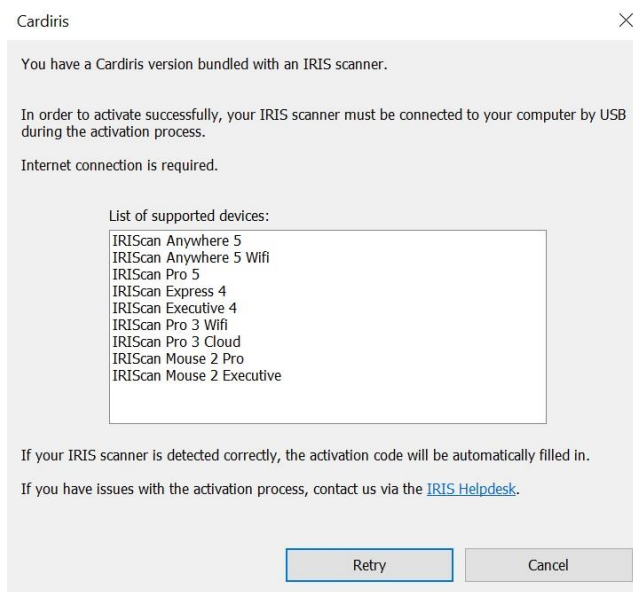 Cardiris
You have a Cardiris version bundled with an IRIS scanner.
In order to activate successfully, your IRIS scanner must be connected to your computer by USB
during the activation process.
Internet connection is required.
List of supported devices:
IRIScan Anywhere 5
IRIScan Anywhere 5 Wifi
IRIScan Pro 5
IRIScan Express 4
IRIScan Executive 4
IRIScan Pro 3 Wifi
IRIScan Pro 3 Cloud
IRIScan Mouse 2 Pro
IRIScan Mouse 2 Executive
If your IRIS scanner is detected correctly, the activation code will be automatically filled in.
If you have issues with the activation process, contact us via the IRIS Helpdesk.
Retry Cancel